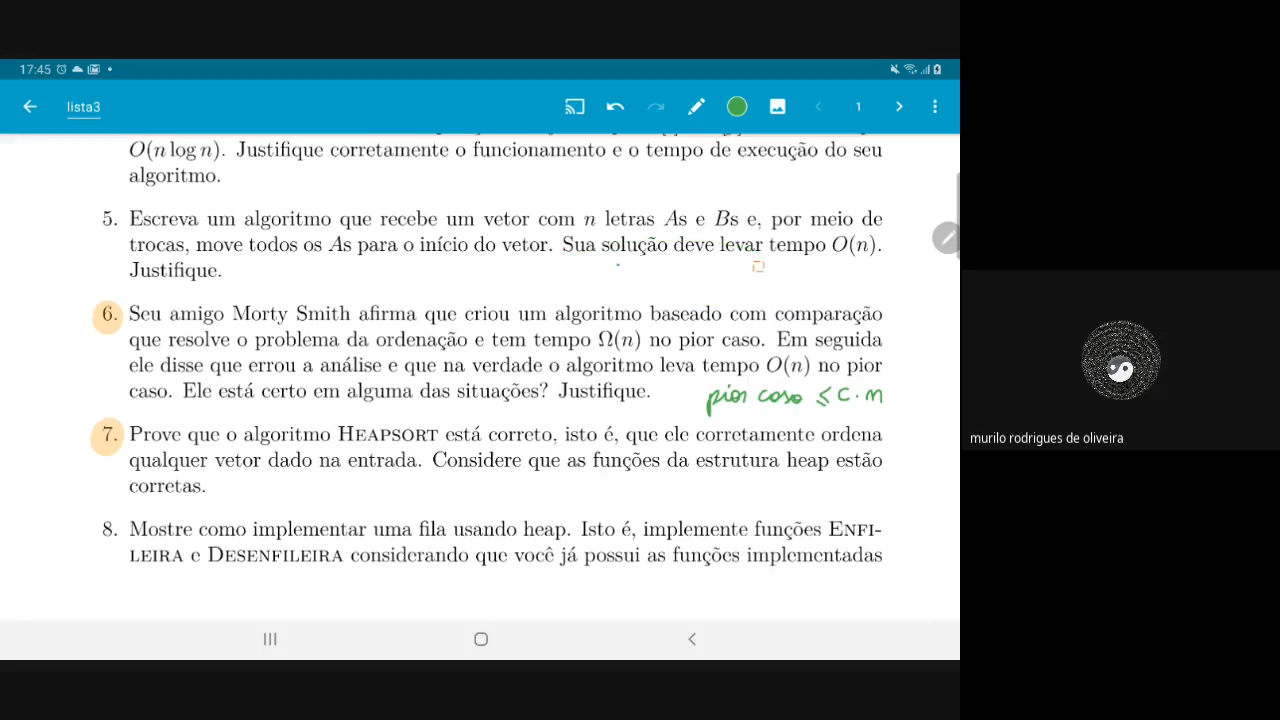 17:45
lista3
1
O(n log n). Justifique corretamente o funcionamento e o tempo de execução do seu
algoritmo.
5. Escreva um algoritmo que recebe um vetor com n letras As e Bs e, por meio de
trocas, move todos os As para o início do vetor. Sua solução deve levar tempo O(n).
Justifique.
6. Seu amigo Morty Smith afirma que criou um algoritmo baseado com comparação
que resolve o problema da ordenação e tem tempo Ω(n) no pior caso. Em seguida
ele disse que errou a análise e que na verdade o algoritmo leva tempo O(n) no pior
caso. Ele está certo em alguma das situações? Justifique.
pior caso ≤ c·n
7. Prove que o algoritmo HEAPSORT está correto, isto é, que ele corretamente ordena
qualquer vetor dado na entrada. Considere que as funções da estrutura heap estão
corretas.
8. Mostre como implementar uma fila usando heap. Isto é, implemente funções ENFI-
LEIRA e DESENFILEIRA considerando que você já possui as funções implementadas
murilo rodrigues de oliveira